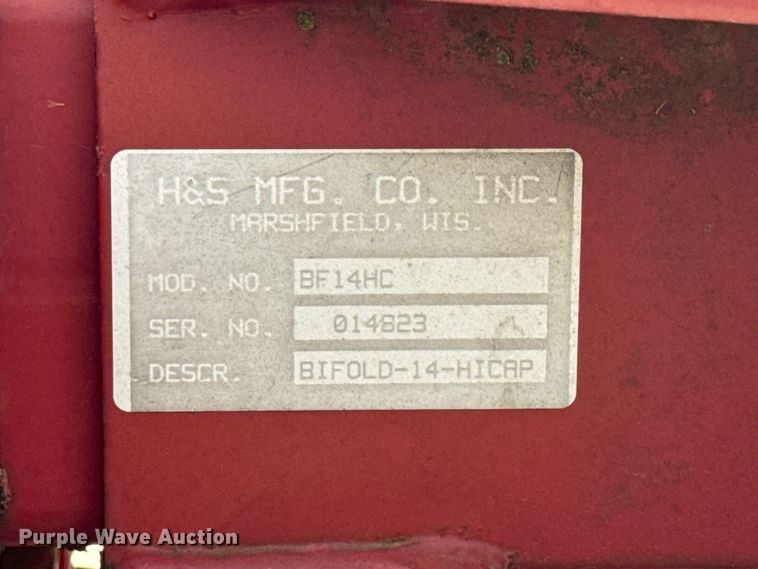 H&S MFG. CO. INC.
MARSHFIELD, WIS.
MOD. NO. BF14HC
SER. NO. 014823
DESCR. BIFOLD-14-HICAP
Purple Wave Auction